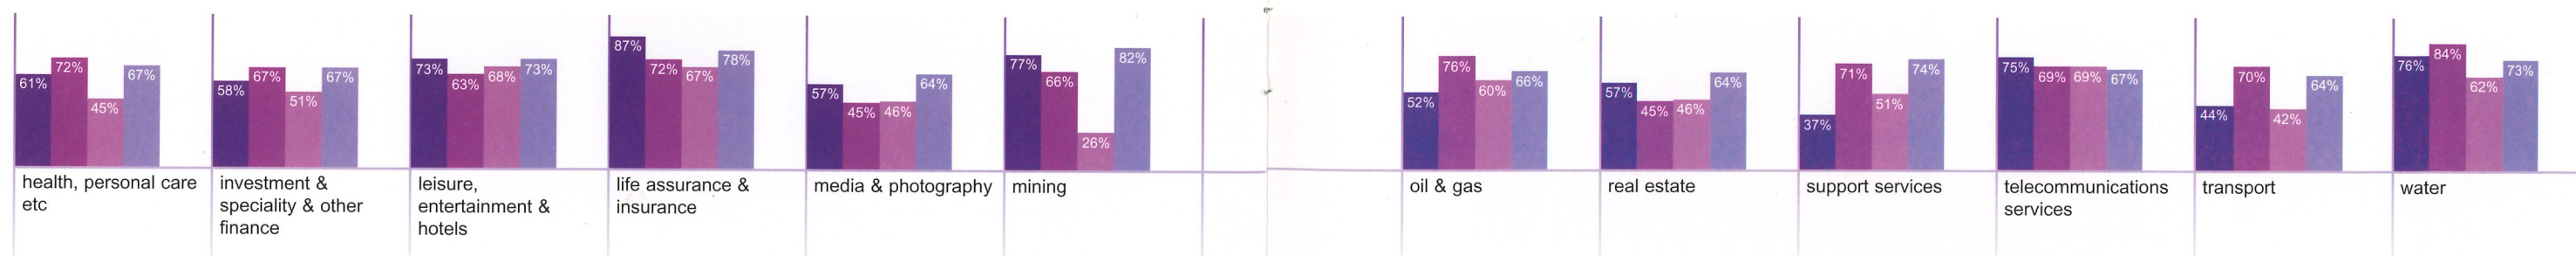 61% 72% 45% 67%
health, personal care
etc
58% 67% 51% 67%
investment &
speciality & other
finance
73% 63% 68% 73%
leisure,
entertainment &
hotels
87% 72% 67% 78%
life assurance &
insurance
57% 45% 46% 64%
media & photography
77% 66% 26% 82%
mining
52% 76% 60% 66%
oil & gas
57% 45% 46% 64%
real estate
37% 71% 51% 74%
support services
75% 69% 69% 67%
telecommunications
services
44% 70% 42% 64%
transport
76% 84% 62% 73%
water